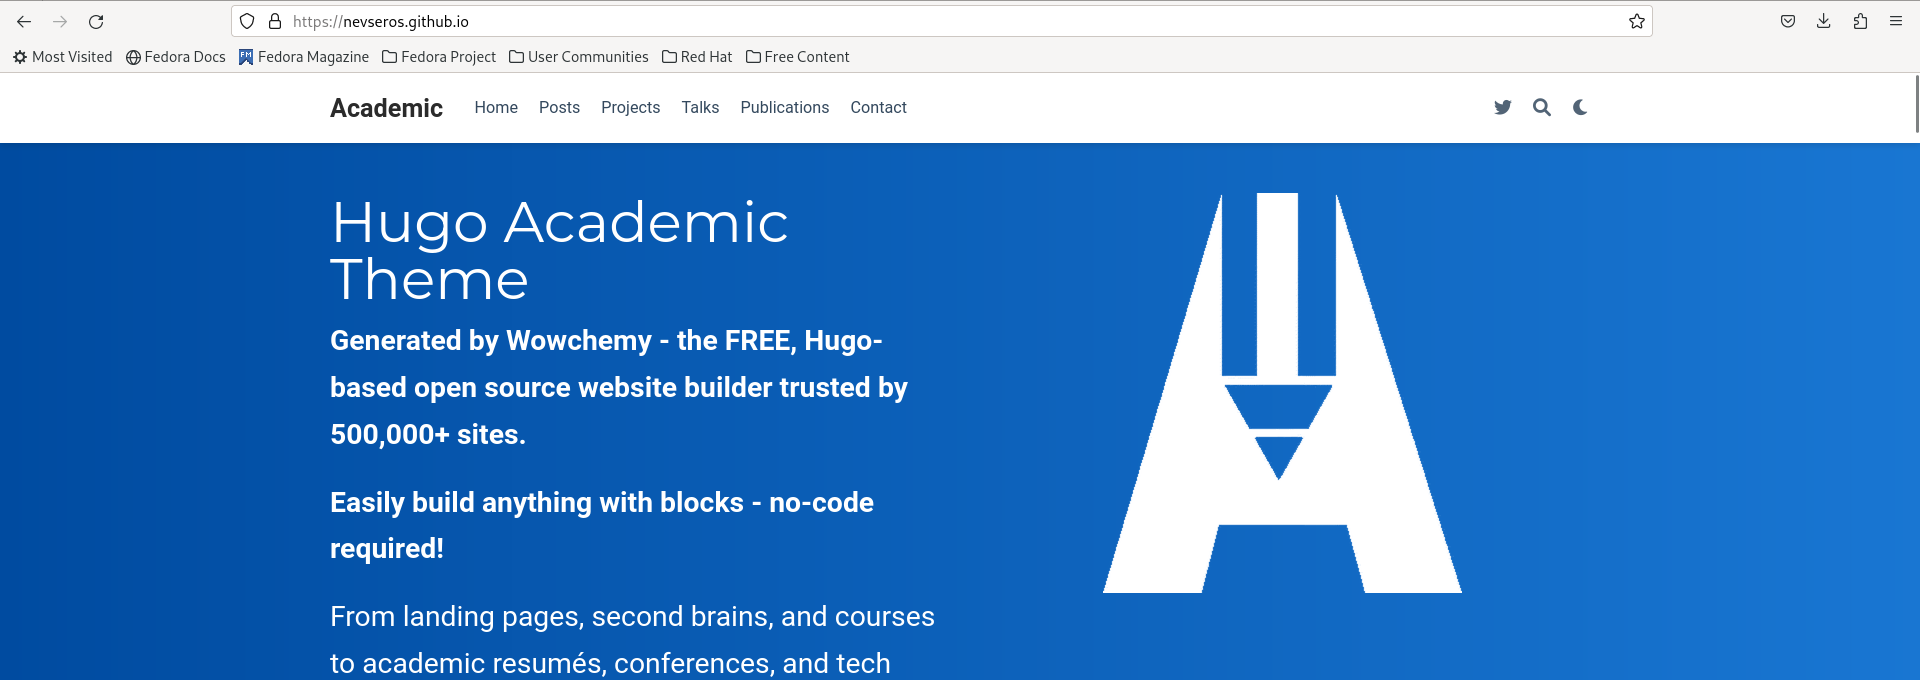 https://nevseros.github.io
Most Visited Fedora Docs Fedora Magazine Fedora Project User Communities Red Hat Free Content
Academic Home Posts Projects Talks Publications Contact
Hugo Academic
Theme
Generated by Wowchemy - the FREE, Hugo-
based open source website builder trusted by
500,000+ sites.
Easily build anything with blocks - no-code
required!
From landing pages, second brains, and courses
to academic resumés, conferences, and tech